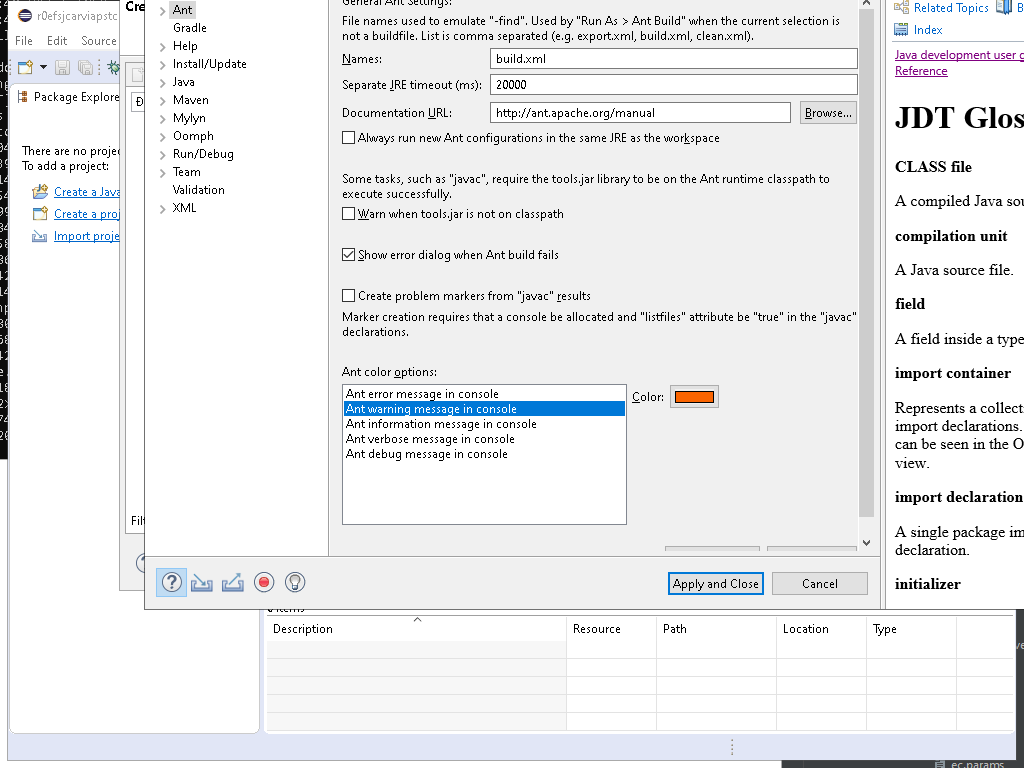 r0efsjcarviapstc
File Edit Source
Package Explore
There are no proje
To add a project:
Create a Java
Create a proj
Import proje
Cre
Filt
Ant
Gradle
Help
Install/Update
Java
Maven
Mylyn
Oomph
Run/Debug
Team
Validation
XML
General Ant Settings:
File names used to emulate "-find". Used by "Run As > Ant Build" when the current selection is
not a buildfile. List is comma separated (e.g. export.xml, build.xml, clean.xml).
Names: build.xml
Separate JRE timeout (ms): 20000
Documentation URL: http://ant.apache.org/manual Browse...
Always run new Ant configurations in the same JRE as the workspace
Some tasks, such as "javac", require the tools.jar library to be on the Ant runtime classpath to
execute successfully.
Warn when tools.jar is not on classpath
Show error dialog when Ant build fails
Create problem markers from "javac" results
Marker creation requires that a console be allocated and "listfiles" attribute be "true" in the "javac"
declarations.
Ant color options:
Ant error message in console
Ant warning message in console
Ant information message in console
Ant verbose message in console
Ant debug message in console
Color:
Apply and Close Cancel
Related Topics B
Index
Java development user g
Reference
JDT Glos
CLASS file
A compiled Java sou
compilation unit
A Java source file.
field
A field inside a type
import container
Represents a collecti
import declarations.
can be seen in the O
view.
import declaration
A single package im
declaration.
initializer
Description Resource Path Location Type
ec.params